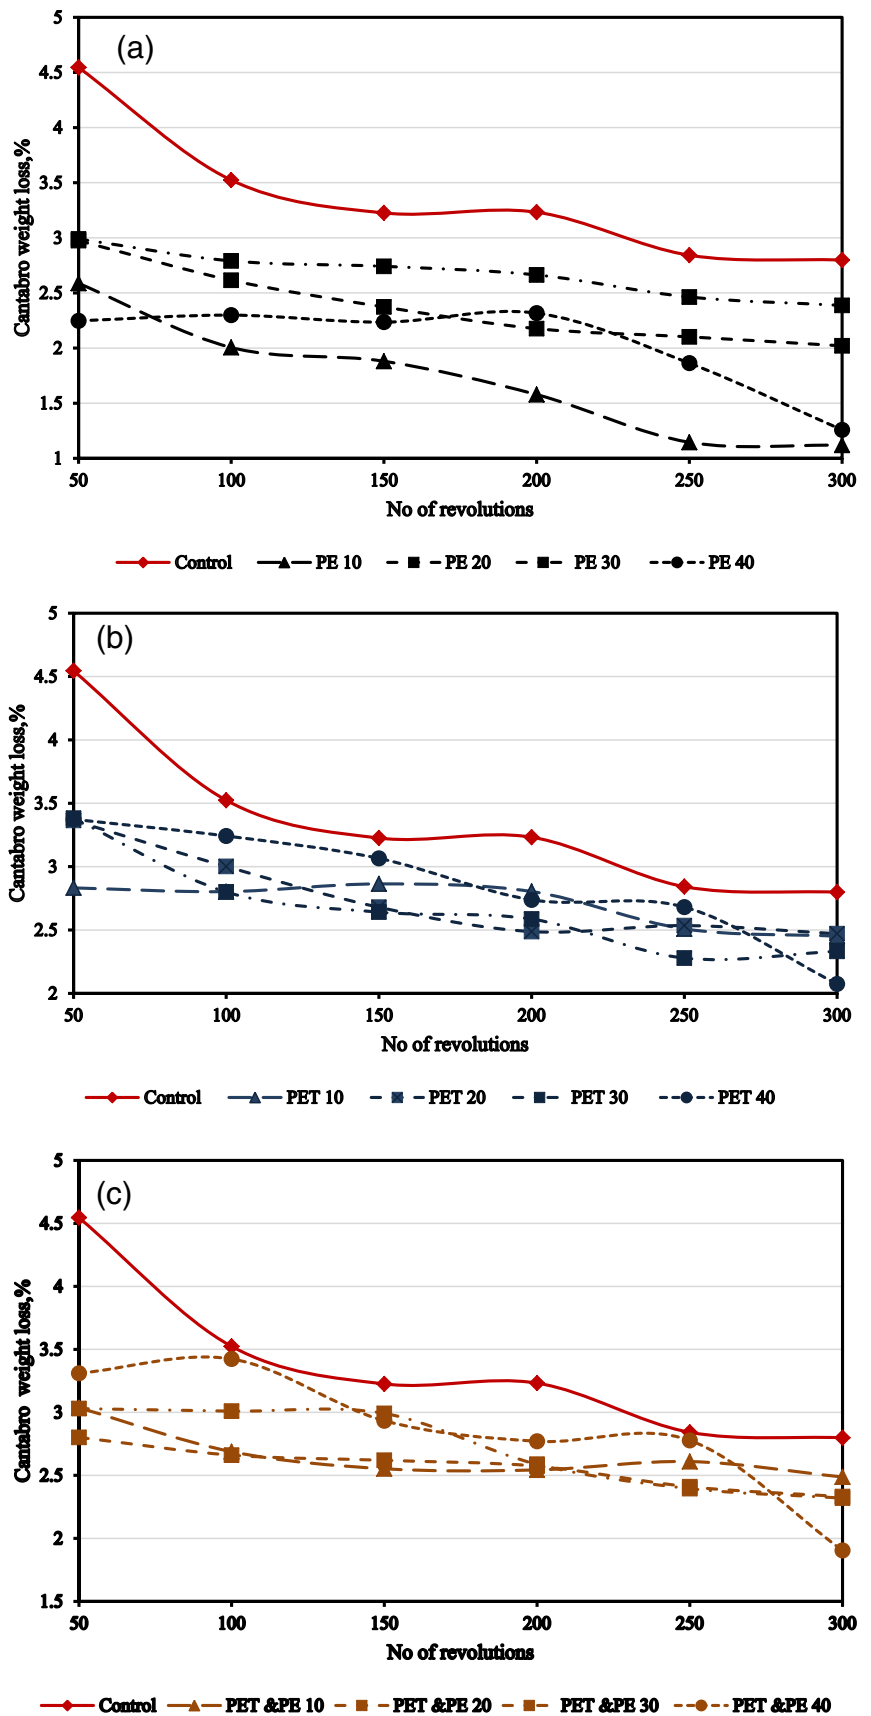 (a)
Cantabro weight loss,%
5
4.5
4
3.5
3
2.5
2
1.5
1
50 100 150 200 250 300
No of revolutions
Control PE 10 PE 20 PE 30 PE 40
(b)
Cantabro weight loss,%
5
4.5
4
3.5
3
2.5
2
50 100 150 200 250 300
No of revolutions
Control PET 10 PET 20 PET 30 PET 40
(c)
Cantabro weight loss,%
5
4.5
4
3.5
3
2.5
2
1.5
50 100 150 200 250 300
No of revolutions
Control PET &PE 10 PET &PE 20 PET &PE 30 PET &PE 40